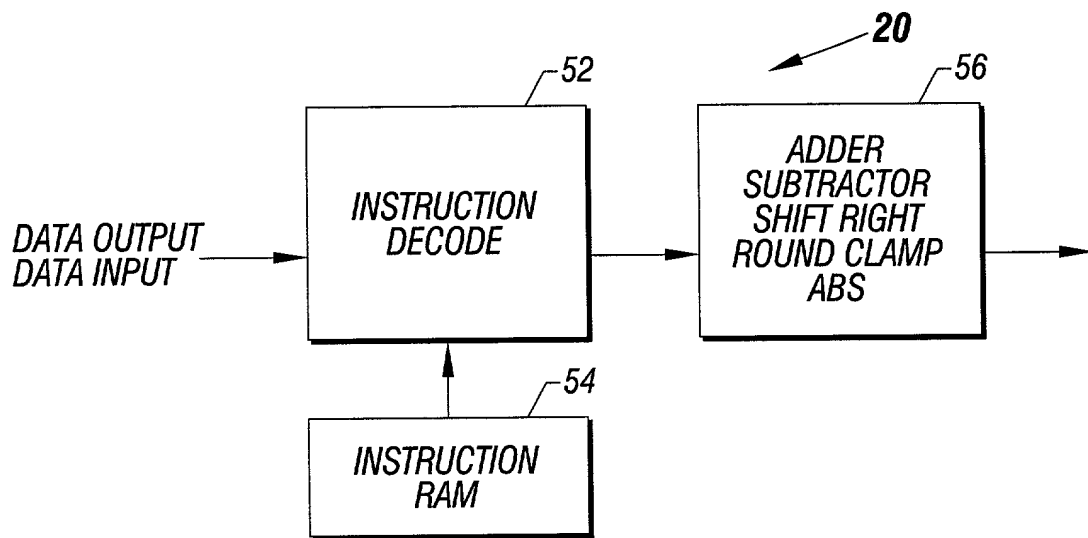 20
52
56
INSTRUCTION
DECODE
ADDER
SUBTRACTOR
SHIFT RIGHT
ROUND CLAMP
ABS
DATA OUTPUT
DATA INPUT
54
INSTRUCTION
RAM